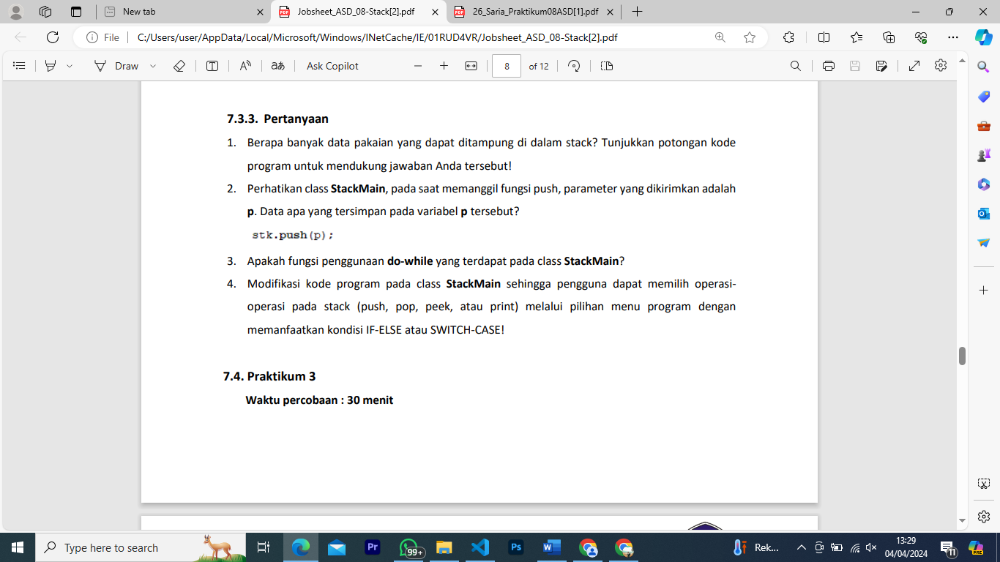 New tab
Jobsheet_ASD_08-Stack[2].pdf
26_Saria_Praktikum08ASD[1].pdf
File
C:/Users/user/AppData/Local/Microsoft/Windows/INetCache/IE/01RUD4VR/Jobsheet_ASD_08-Stack[2].pdf
Draw
aあ
Ask Copilot
8 of 12
7.3.3. Pertanyaan
1. Berapa banyak data pakaian yang dapat ditampung di dalam stack? Tunjukkan potongan kode
program untuk mendukung jawaban Anda tersebut!
2. Perhatikan class StackMain, pada saat memanggil fungsi push, parameter yang dikirimkan adalah
p. Data apa yang tersimpan pada variabel p tersebut?
stk.push(p);
3. Apakah fungsi penggunaan do-while yang terdapat pada class StackMain?
4. Modifikasi kode program pada class StackMain sehingga pengguna dapat memilih operasi-
operasi pada stack (push, pop, peek, atau print) melalui pilihan menu program dengan
memanfaatkan kondisi IF-ELSE atau SWITCH-CASE!
7.4. Praktikum 3
Waktu percobaan : 30 menit
Type here to search
Pr
99+
Ps
Rek...
13:29
04/04/2024
11
PRE